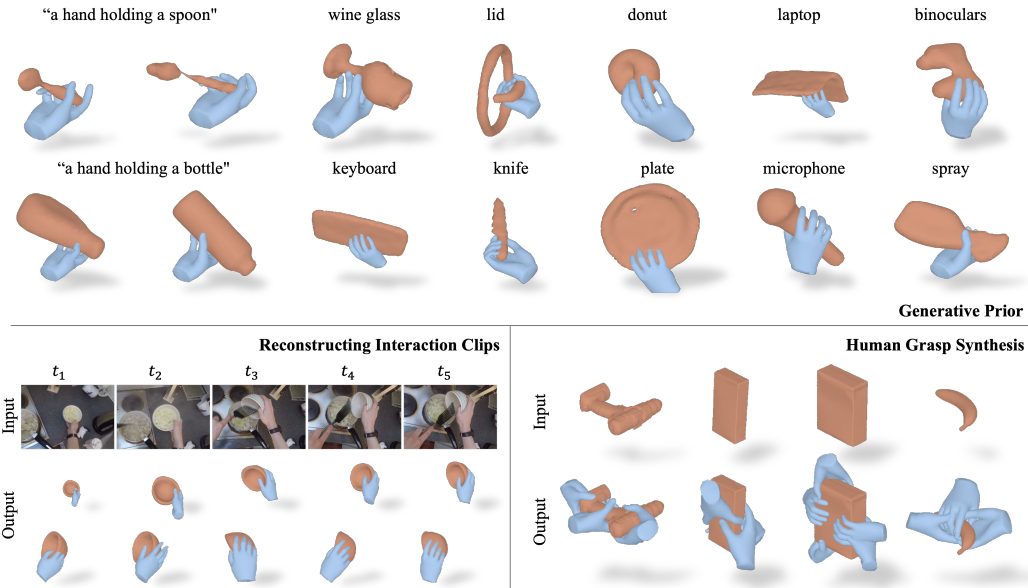 “a hand holding a spoon" wine glass lid donut laptop binoculars
“a hand holding a bottle" keyboard knife plate microphone spray
Generative Prior
Reconstructing Interaction Clips
t1 t2 t3 t4 t5
Input
Output
Human Grasp Synthesis
Input
Output